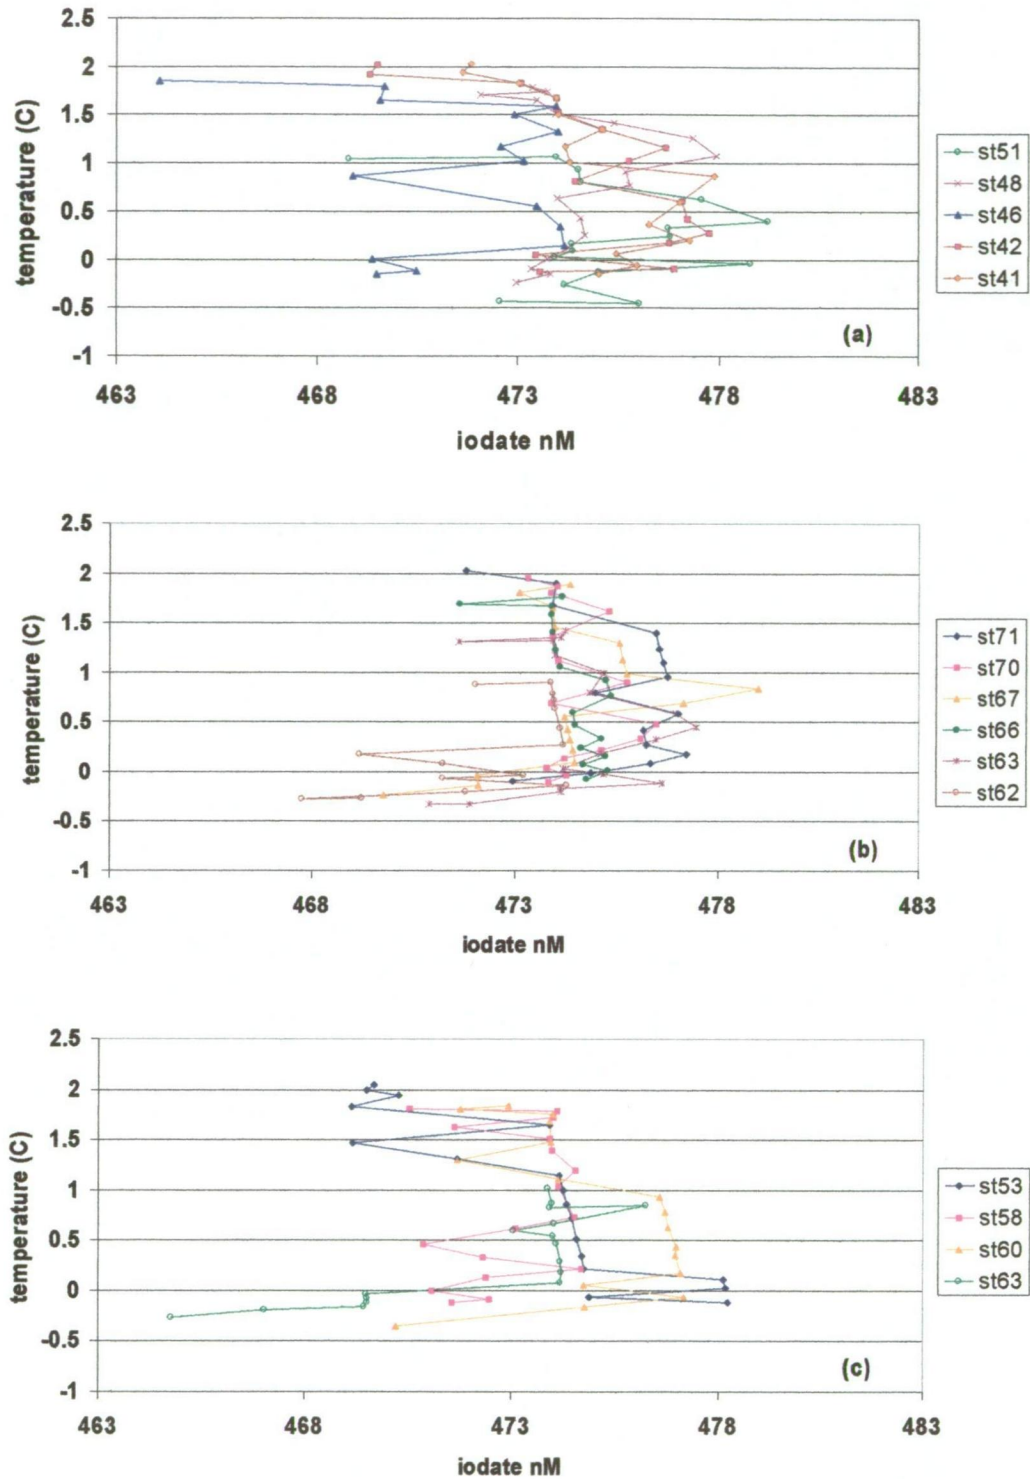 2.5
2
1.5
1
0.5
0
-0.5
-1
temperature (C)
463 468 473 478 483
iodate nM
(a)
st51
st48
st46
st42
st41
2.5
2
1.5
1
0.5
0
-0.5
-1
temperature (C)
463 468 473 478 483
iodate nM
(b)
st71
st70
st67
st66
st63
st62
2.5
2
1.5
1
0.5
0
-0.5
-1
temperature (C)
463 468 473 478 483
iodate nM
(c)
st53
st58
st60
st63